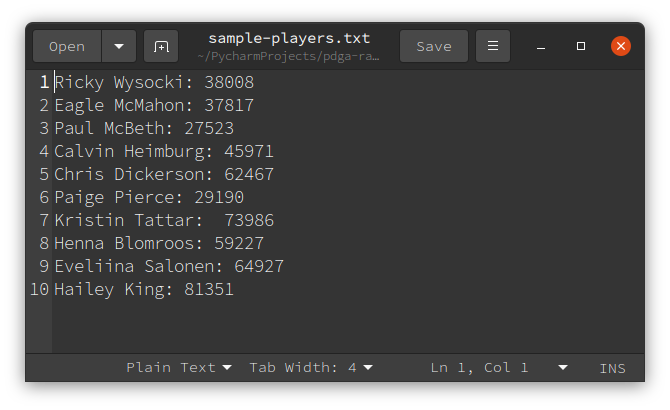 Open
sample-players.txt
~/PycharmProjects/pdga-ra…
Save
1 Ricky Wysocki: 38008
2 Eagle McMahon: 37817
3 Paul McBeth: 27523
4 Calvin Heimburg: 45971
5 Chris Dickerson: 62467
6 Paige Pierce: 29190
7 Kristin Tattar:  73986
8 Henna Blomroos: 59227
9 Eveliina Salonen: 64927
10 Hailey King: 81351
Plain Text Tab Width: 4 Ln 1, Col 1 INS